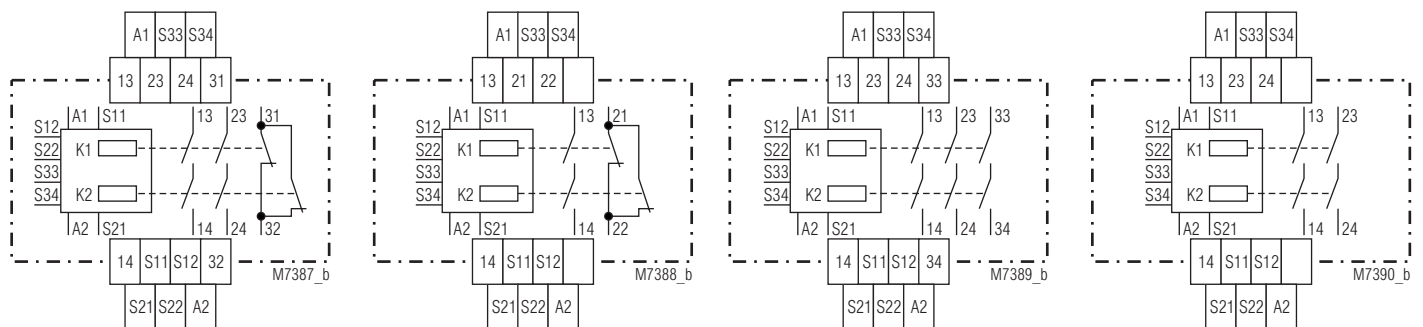 A1 S33 S34
13 23 24 31
A1 S11 13 23 31
S12
S22 K1
S33
S34 K2
A2 S21 14 24 32
14 S11 S12 32
M7387_b
S21 S22 A2
A1 S33 S34
13 21 22
A1 S11 13 21
S12
S22 K1
S33
S34 K2
A2 S21 14 22
14 S11 S12
M7388_b
S21 S22 A2
A1 S33 S34
13 23 24 33
A1 S11 13 23 33
S12
S22 K1
S33
S34 K2
A2 S21 14 24 34
14 S11 S12 34
M7389_b
S21 S22 A2
A1 S33 S34
13 23 24
A1 S11 13 23
S12
S22 K1
S33
S34 K2
A2 S21 14 24
14 S11 S12
M7390_b
S21 S22 A2